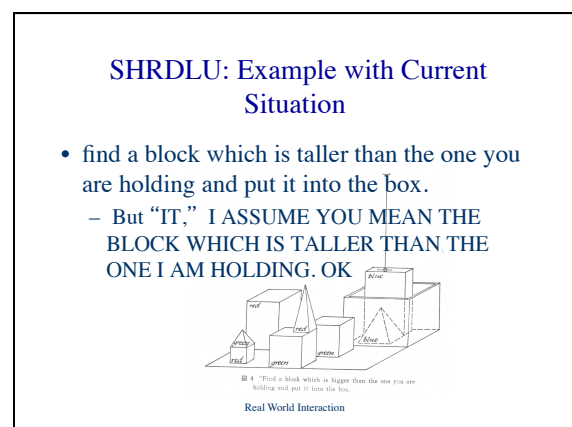 SHRDLU: Example with Current
Situation
• find a block which is taller than the one you
are holding and put it into the box.
– But “IT,” I ASSUME YOU MEAN THE
BLOCK WHICH IS TALLER THAN THE
ONE I AM HOLDING. OK
blue
red
red
green
green
red
green
blue
図 4 "Find a block which is bigger than the one you are
holding and put it into the box.
Real World Interaction